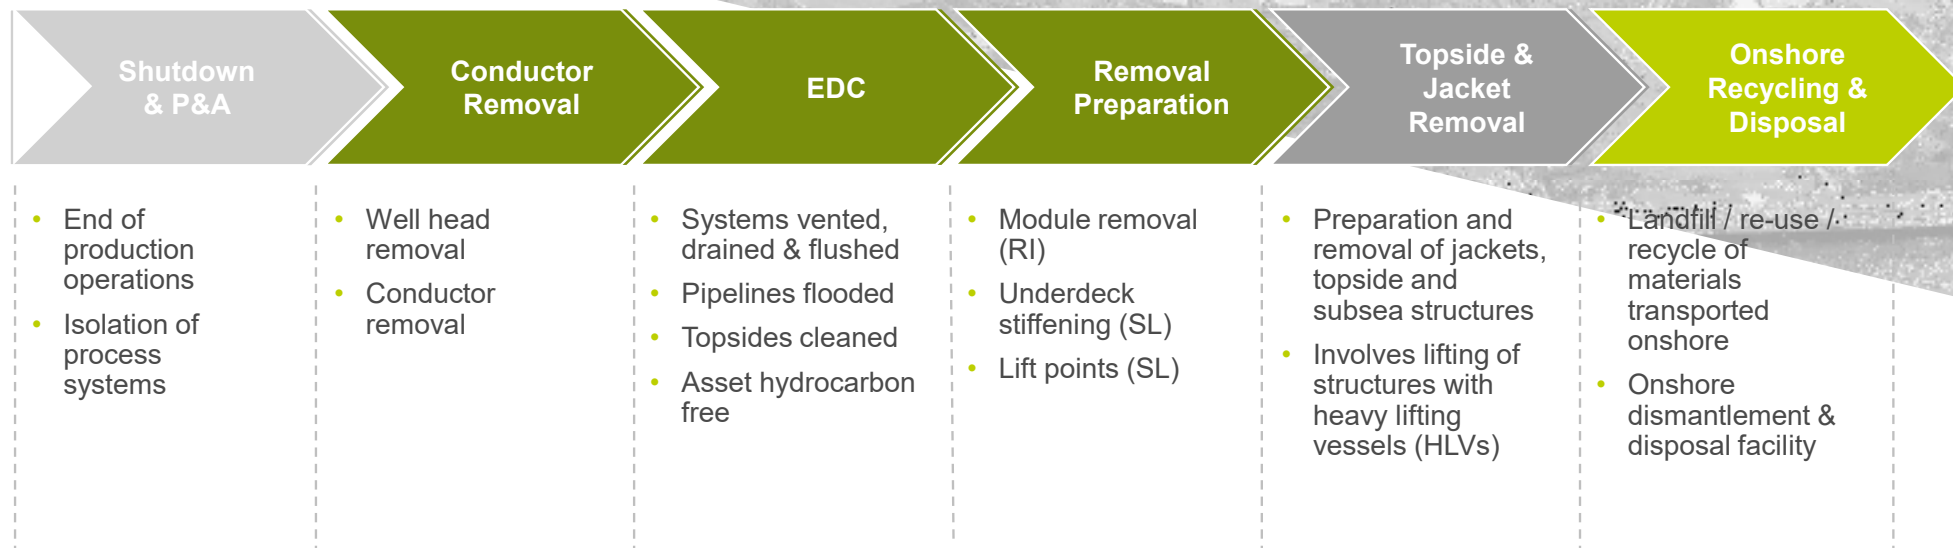 Shutdown
& P&A
Conductor
Removal
EDC
Removal
Preparation
Topside &
Jacket
Removal
Onshore
Recycling &
Disposal
• End of
production
operations
• Isolation of
process
systems
• Well head
removal
• Conductor
removal
• Systems vented,
drained & flushed
• Pipelines flooded
• Topsides cleaned
• Asset hydrocarbon
free
• Module removal
(RI)
• Underdeck
stiffening (SL)
• Lift points (SL)
• Preparation and
removal of jackets,
topside and
subsea structures
• Involves lifting of
structures with
heavy lifting
vessels (HLVs)
• Landfill / re-use /
recycle of
materials
transported
onshore
• Onshore
dismantlement &
disposal facility